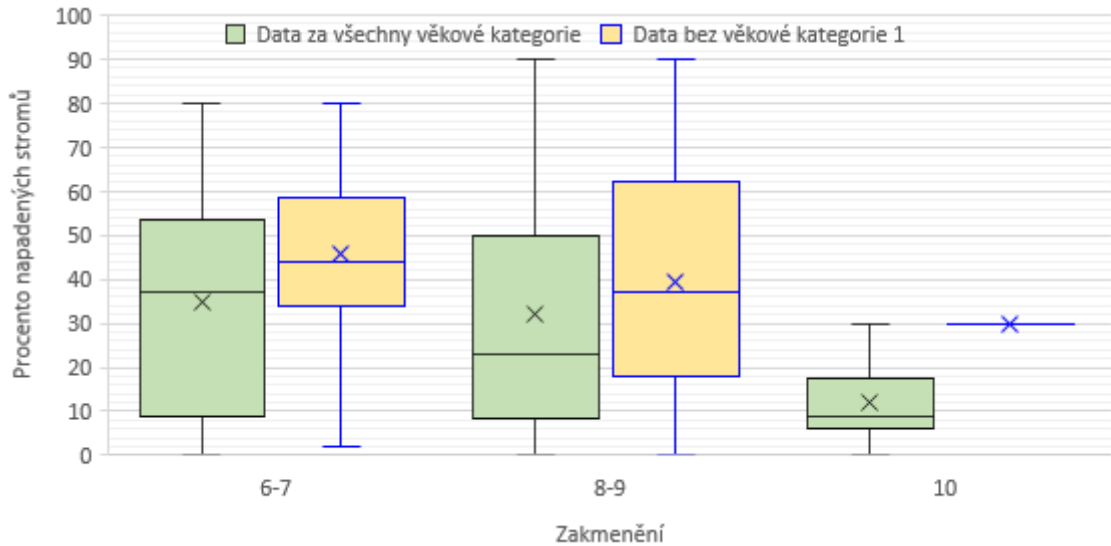 Data za všechny věkové kategorie Data bez věkové kategorie 1
Procento napadených stromů
100
90
80
70
60
50
40
30
20
10
0
6-7 8-9 10
Zakmenění